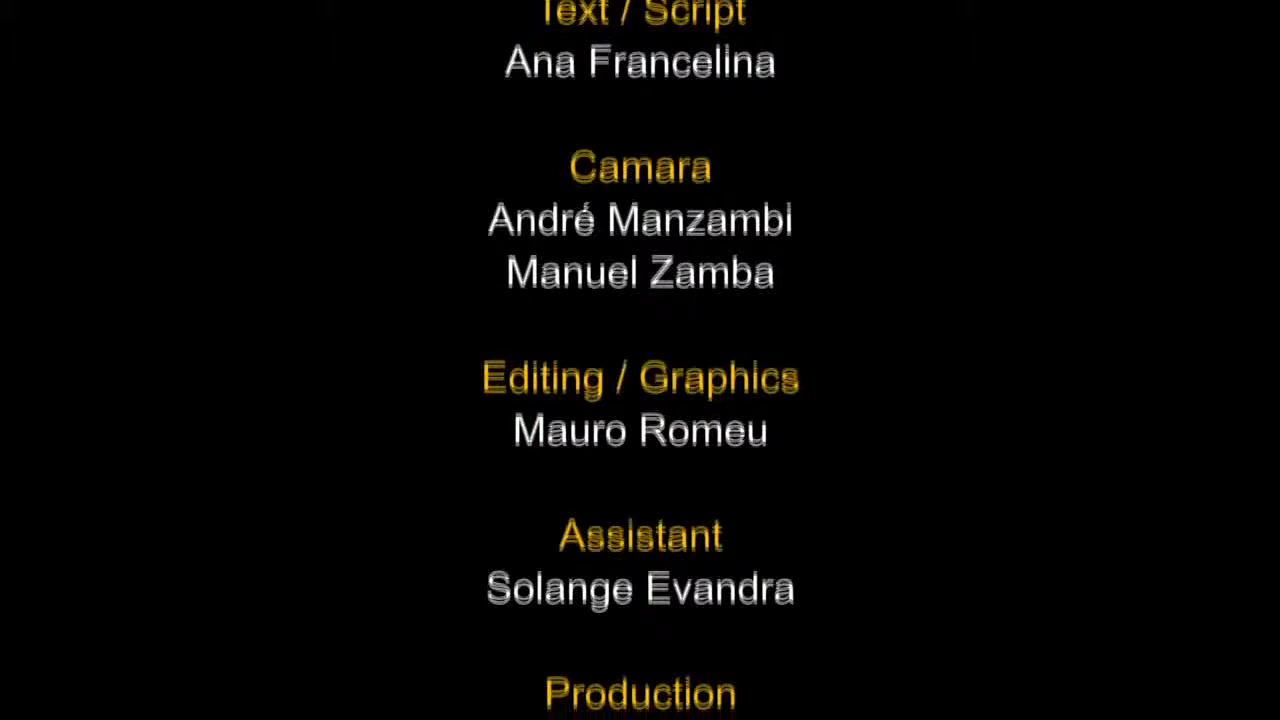 Text / Script
Ana Francelina
Camara
André Manzambi
Manuel Zamba
Editing / Graphics
Mauro Romeu
Assistant
Solange Evandra
Production